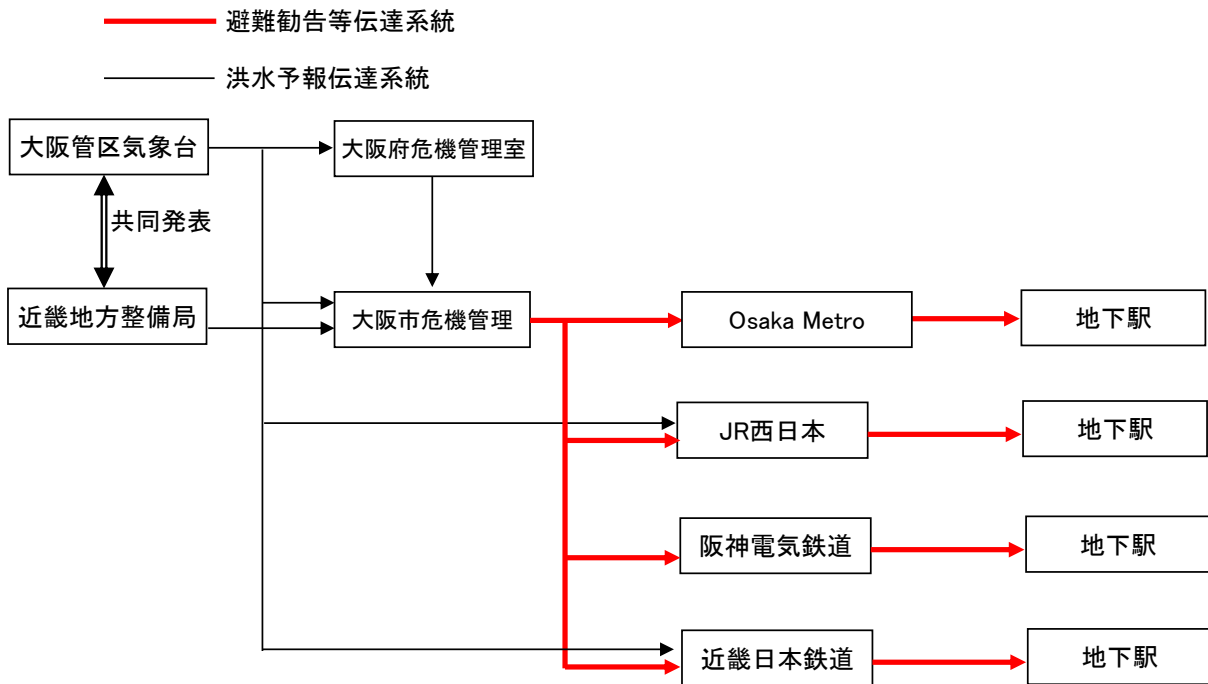 避難勧告等伝達系統
洪水予報伝達系統
大阪管区気象台
大阪府危機管理室
共同発表
近畿地方整備局
大阪市危機管理
Osaka Metro
地下駅
JR西日本
地下駅
阪神電気鉄道
地下駅
近畿日本鉄道
地下駅